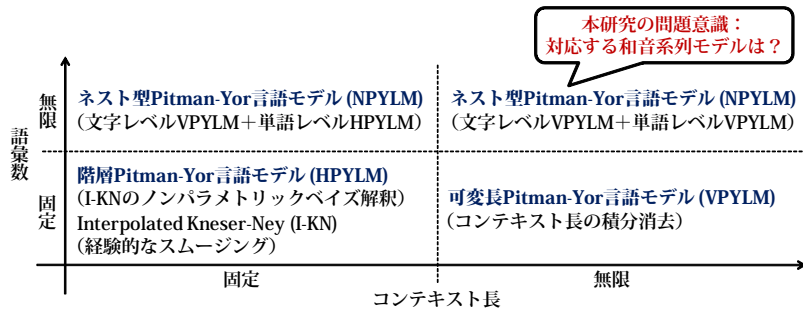 本研究の問題意識：
対応する和音系列モデルは？
語彙数
無限
ネスト型Pitman-Yor言語モデル (NPYLM)
（文字レベルVPYLM＋単語レベルHPYLM）
ネスト型Pitman-Yor言語モデル (NPYLM)
（文字レベルVPYLM＋単語レベルVPYLM）
固定
階層Pitman-Yor言語モデル (HPYLM)
（I-KNのノンパラメトリックベイズ解釈）
Interpolated Kneser-Ney (I-KN)
（経験的なスムージング）
可変長Pitman-Yor言語モデル (VPYLM)
（コンテキスト長の積分消去）
固定
無限
コンテキスト長